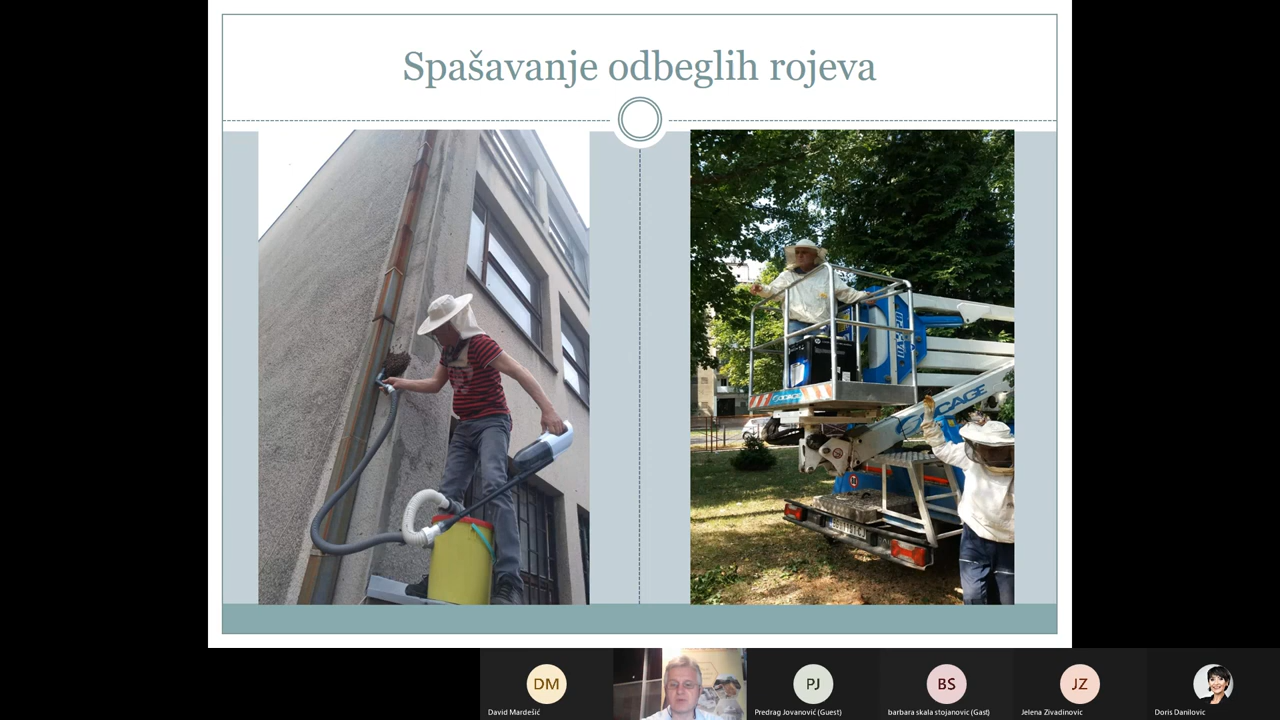 Spašavanje odbeglih rojeva
DM
David Mardešić
PJ
Predrag Jovanović (Guest)
BS
barbara skala stojanovic (Gast)
JZ
Jelena Zivadinovic
Doris Danilovic